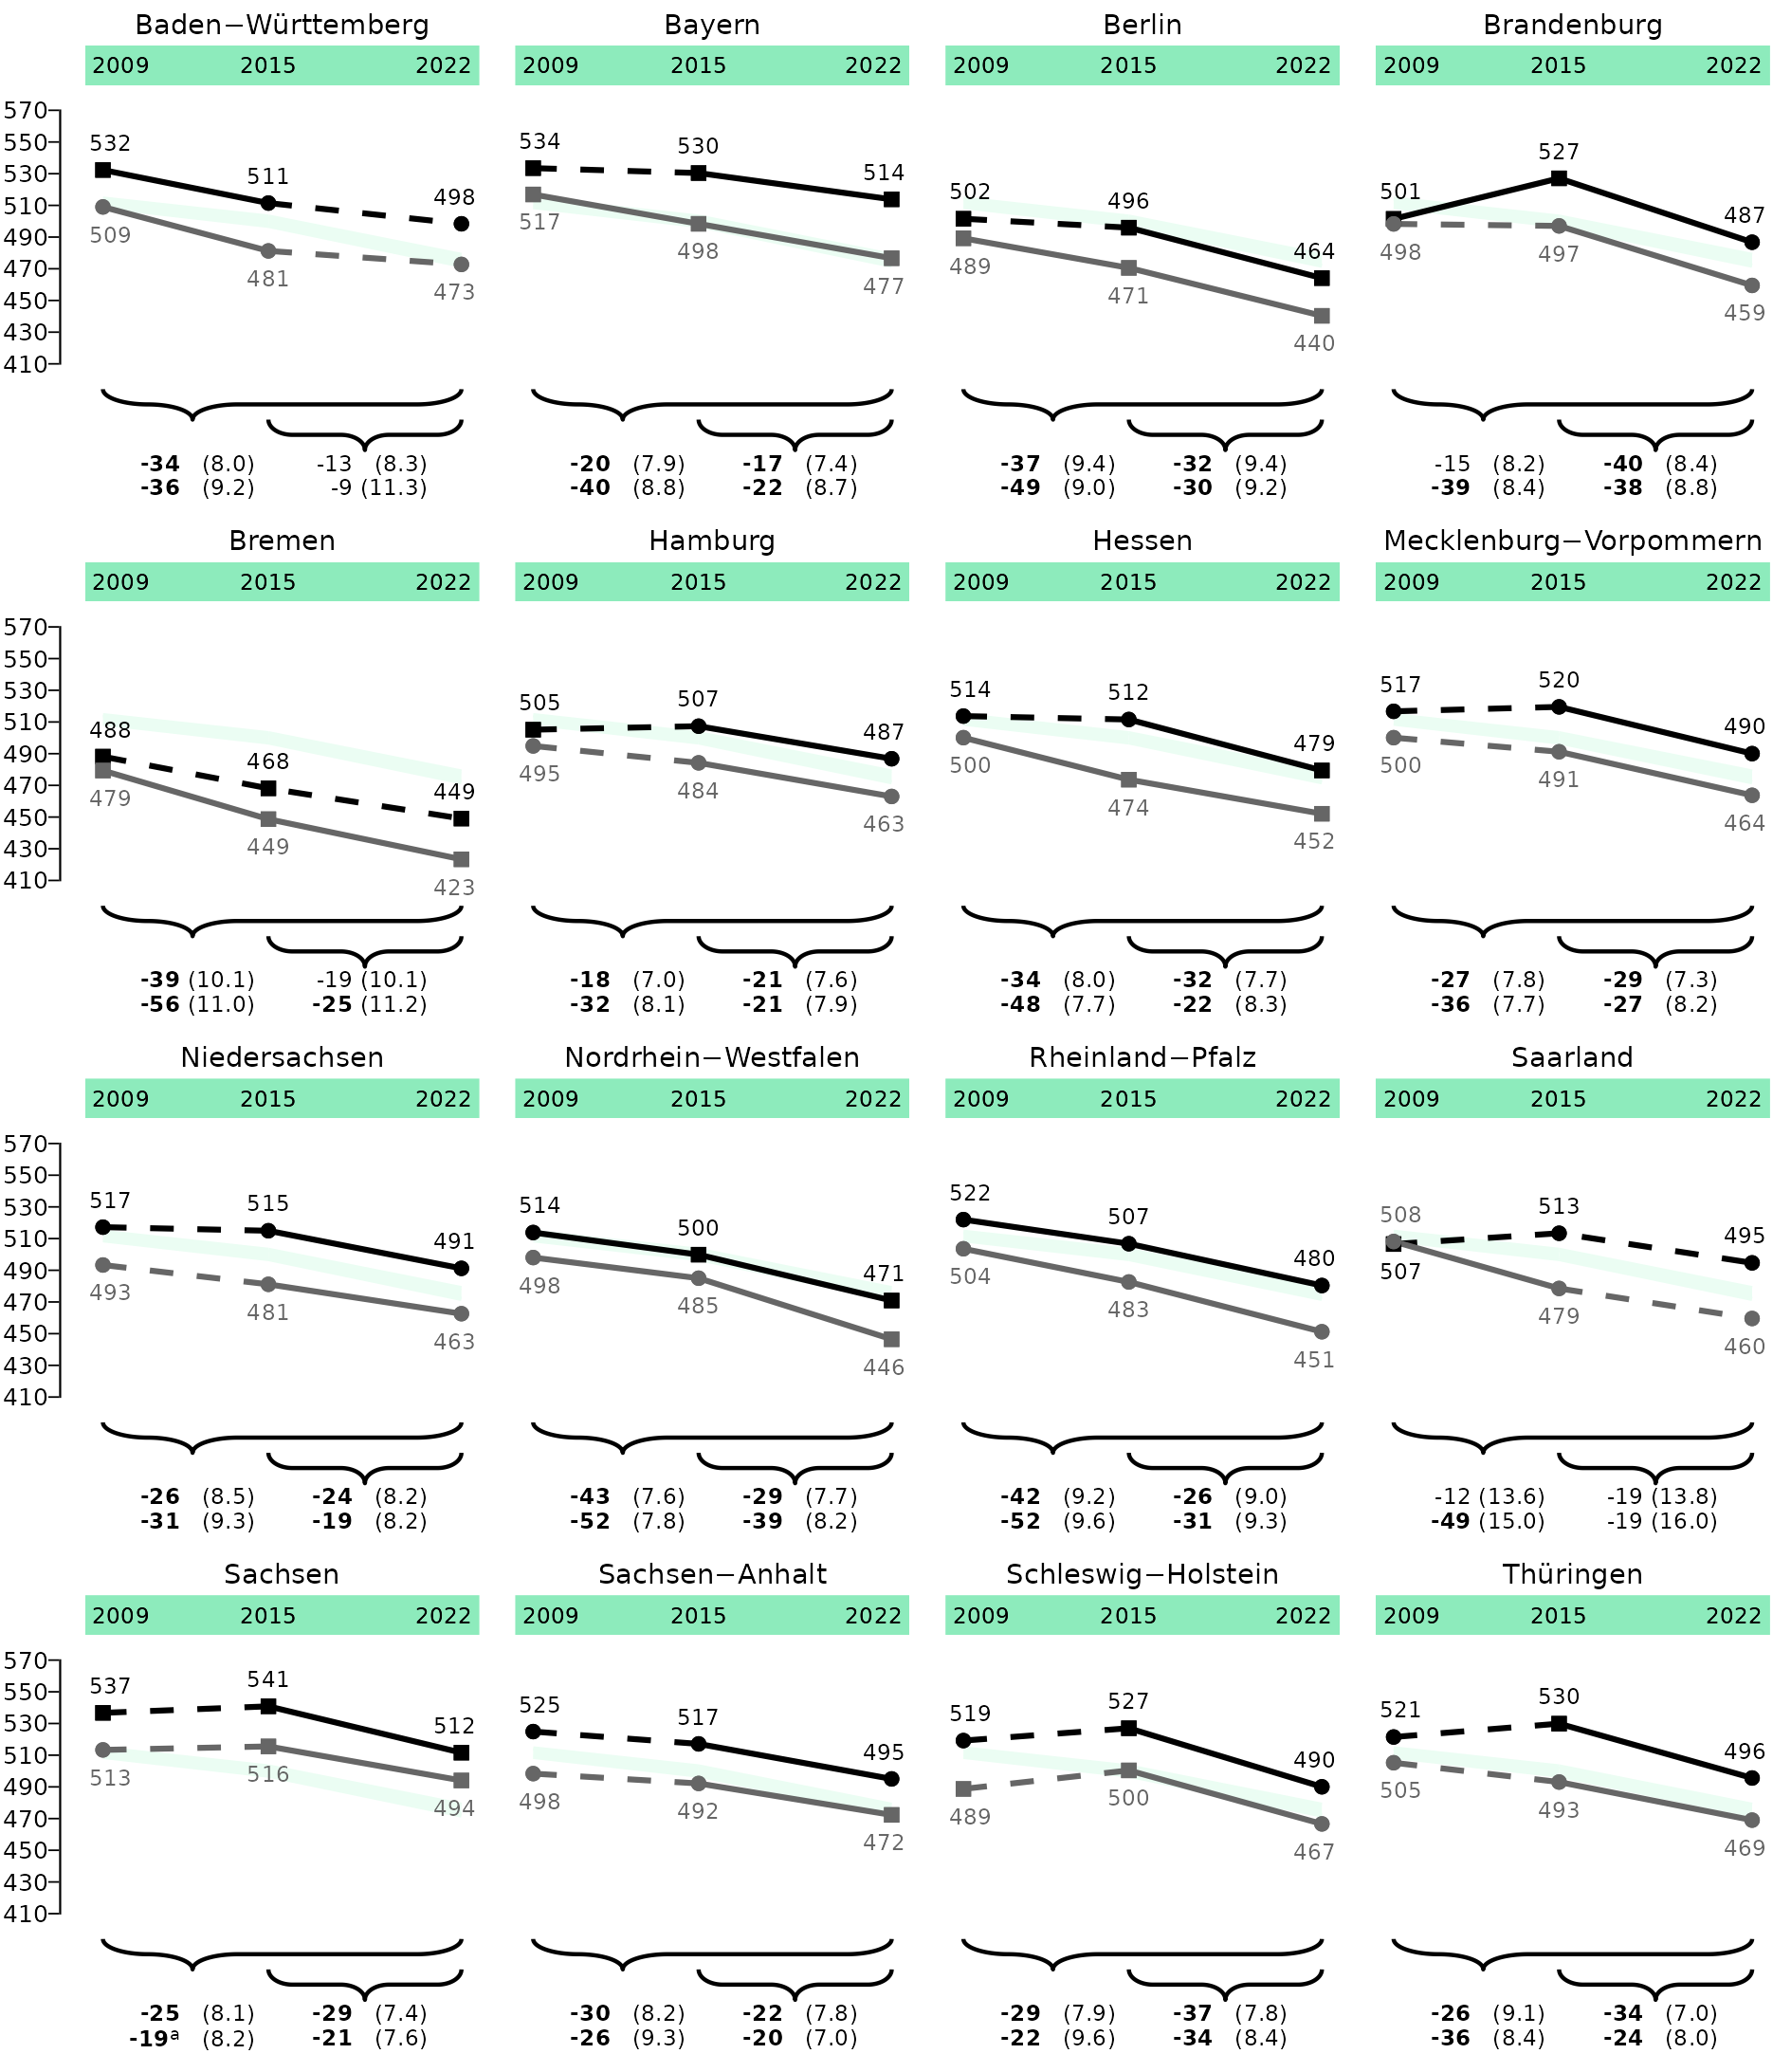 Baden−Württemberg Bayern Berlin Brandenburg
2009 2015 2022 2009 2015 2022 2009 2015 2022 2009 2015 2022
570
550
530
510
490
470
450
430
410
532 511 498
509 481 473
534 530 514
517 498 477
502 496 464
489 471 440
501 527 487
498 497 459
-34 (8.0) -13 (8.3) -20 (7.9) -17 (7.4) -37 (9.4) -32 (9.4) -15 (8.2) -40 (8.4)
-36 (9.2) -9 (11.3) -40 (8.8) -22 (8.7) -49 (9.0) -30 (9.2) -39 (8.4) -38 (8.8)
Bremen Hamburg Hessen Mecklenburg−Vorpommern
2009 2015 2022 2009 2015 2022 2009 2015 2022 2009 2015 2022
570
550
530
510
490
470
450
430
410
488 468 449
479 449 423
505 507 487
495 484 463
514 512 479
500 474 452
517 520 490
500 491 464
-39 (10.1) -19 (10.1) -18 (7.0) -21 (7.6) -34 (8.0) -32 (7.7) -27 (7.8) -29 (7.3)
-56 (11.0) -25 (11.2) -32 (8.1) -21 (7.9) -48 (7.7) -22 (8.3) -36 (7.7) -27 (8.2)
Niedersachsen Nordrhein−Westfalen Rheinland−Pfalz Saarland
2009 2015 2022 2009 2015 2022 2009 2015 2022 2009 2015 2022
570
550
530
510
490
470
450
430
410
517 515 491
493 481 463
514 500 471
498 485 446
522 507 480
504 483 451
508 513 495
507 479 460
-26 (8.5) -24 (8.2) -43 (7.6) -29 (7.7) -42 (9.2) -26 (9.0) -12 (13.6) -19 (13.8)
-31 (9.3) -19 (8.2) -52 (7.8) -39 (8.2) -52 (9.6) -31 (9.3) -49 (15.0) -19 (16.0)
Sachsen Sachsen−Anhalt Schleswig−Holstein Thüringen
2009 2015 2022 2009 2015 2022 2009 2015 2022 2009 2015 2022
570
550
530
510
490
470
450
430
410
537 541 512
513 516 494
525 517 495
498 492 472
519 527 490
489 500 467
521 530 496
505 493 469
-25 (8.1) -29 (7.4) -30 (8.2) -22 (7.8) -29 (7.9) -37 (7.8) -26 (9.1) -34 (7.0)
-19ª (8.2) -21 (7.6) -26 (9.3) -20 (7.0) -22 (9.6) -34 (8.4) -36 (8.4) -24 (8.0)